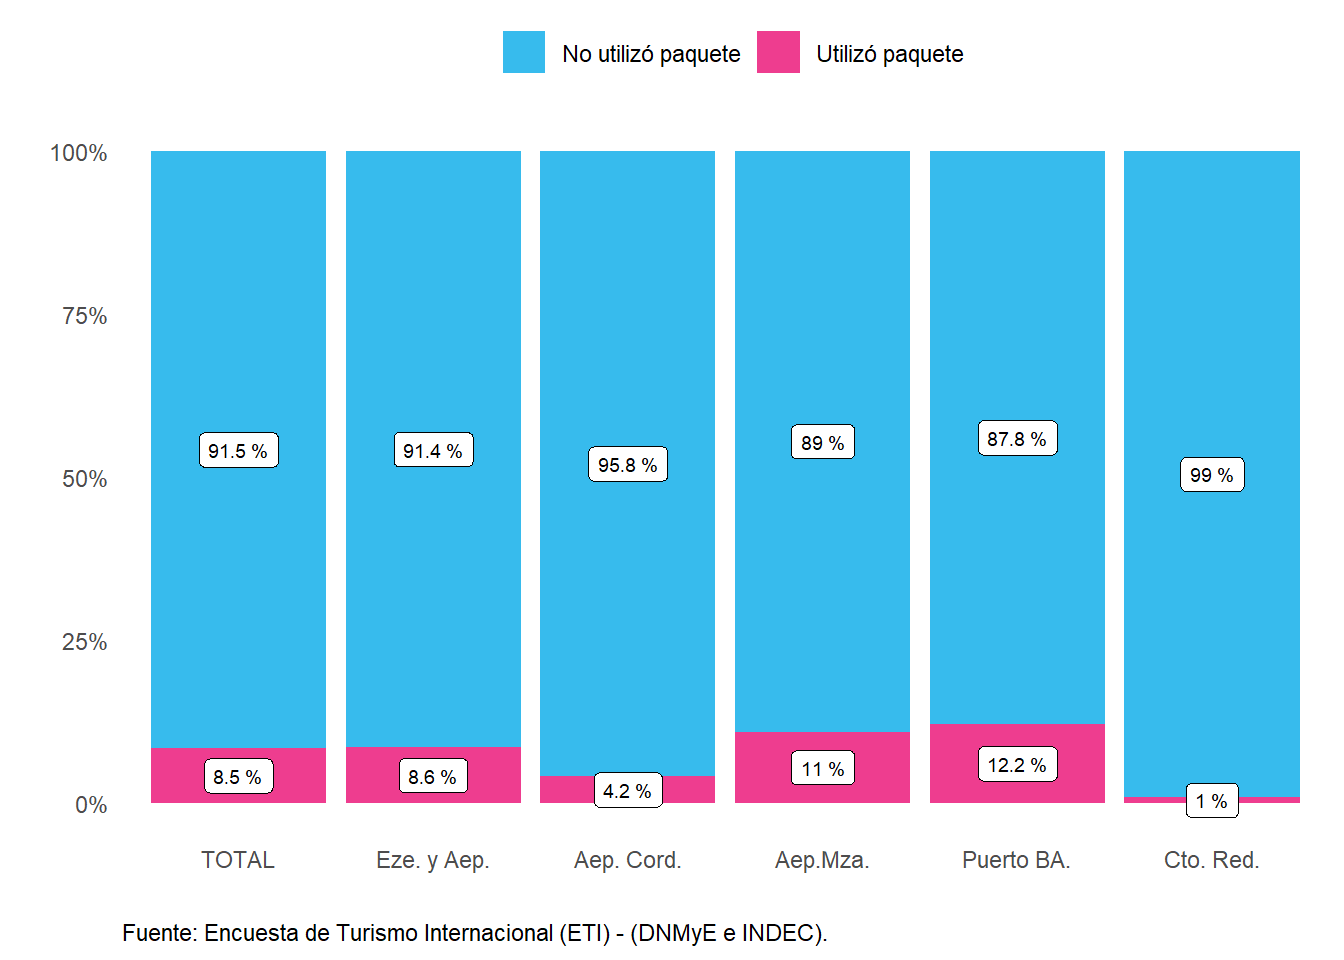 No utilizó paquete Utilizó paquete
100%
75%
50%
25%
0%
91.5 % 91.4 % 95.8 % 89 % 87.8 % 99 %
8.5 % 8.6 % 4.2 % 11 % 12.2 % 1 %
TOTAL Eze. y Aep. Aep. Cord. Aep.Mza. Puerto BA. Cto. Red.
Fuente: Encuesta de Turismo Internacional (ETI) - (DNMyE e INDEC).